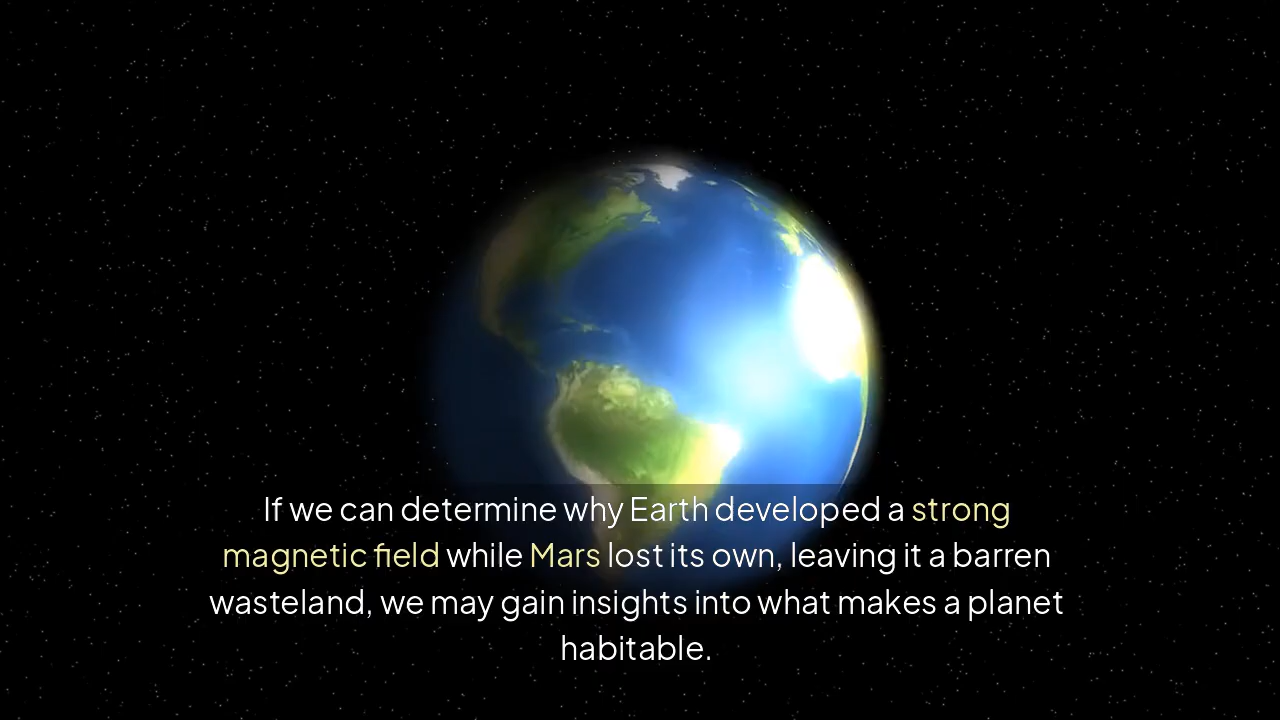 If we can determine why Earth developed a strong
magnetic field while Mars lost its own, leaving it a barren
wasteland, we may gain insights into what makes a planet
habitable.